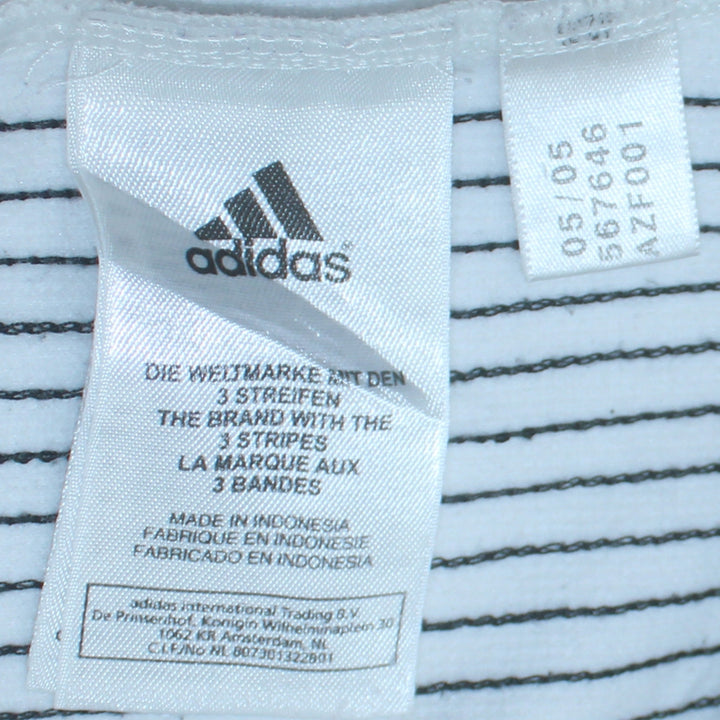 adidas
DIE WELTMARKE MIT DEN
3 STREIFEN
THE BRAND WITH THE
3 STRIPES
LA MARQUE AUX
3 BANDES
MADE IN INDONESIA
FABRIQUE EN INDONESIE
FABRICADO EN INDONESIA
adidas international Trading B.V.
De Prinsenhof, Konigin Wilhelminaplein 30
1062 KR Amsterdam, NL
C.I.F./No NL 807301322B01
05/05
567646
AZF001